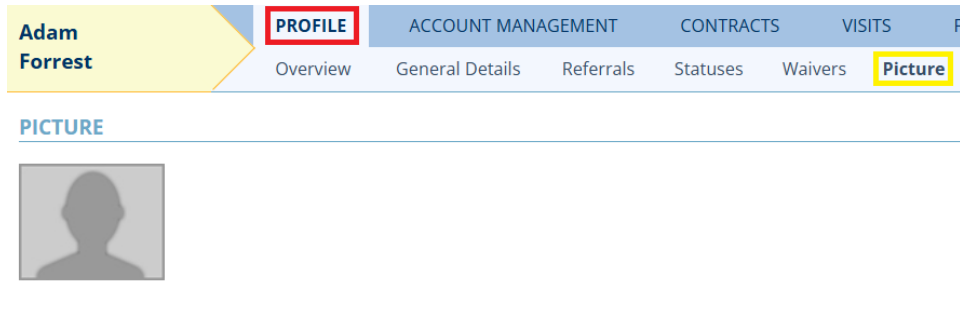 Adam
Forrest
PROFILE ACCOUNT MANAGEMENT CONTRACTS VISITS
Overview General Details Referrals Statuses Waivers Picture
PICTURE